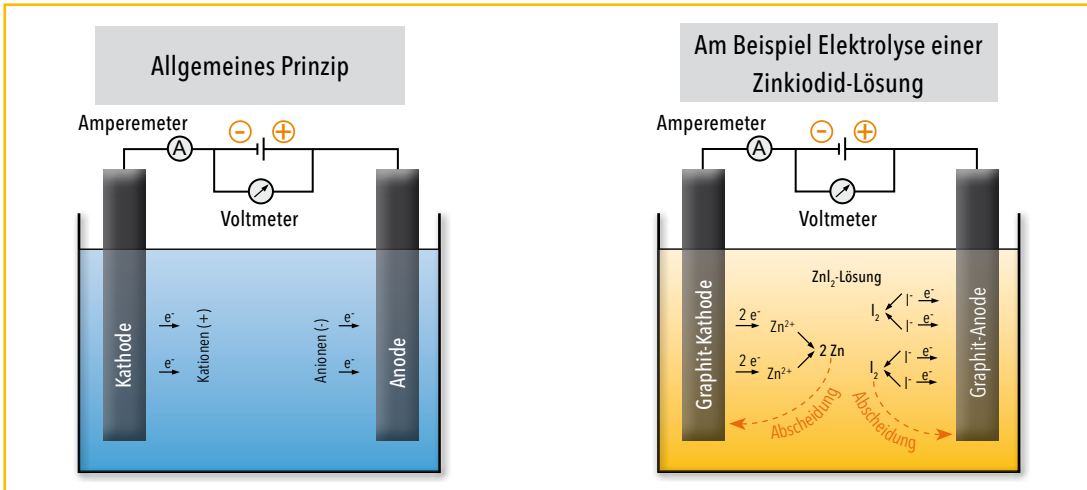 Allgemeines Prinzip
Amperemeter
A
Voltmeter
Kathode
e-
e-
Kationen (+)
Anionen (-)
e-
e-
Anode
Am Beispiel Elektrolyse einer
Zinkiodid-Lösung
Amperemeter
A
Voltmeter
Graphit-Kathode
ZnI₂-Lösung
2 e-
Zn²⁺
2 e-
Zn²⁺
2 Zn
I₂
I- e-
I- e-
I₂
I- e-
I- e-
Abscheidung
Abscheidung
Graphit-Anode